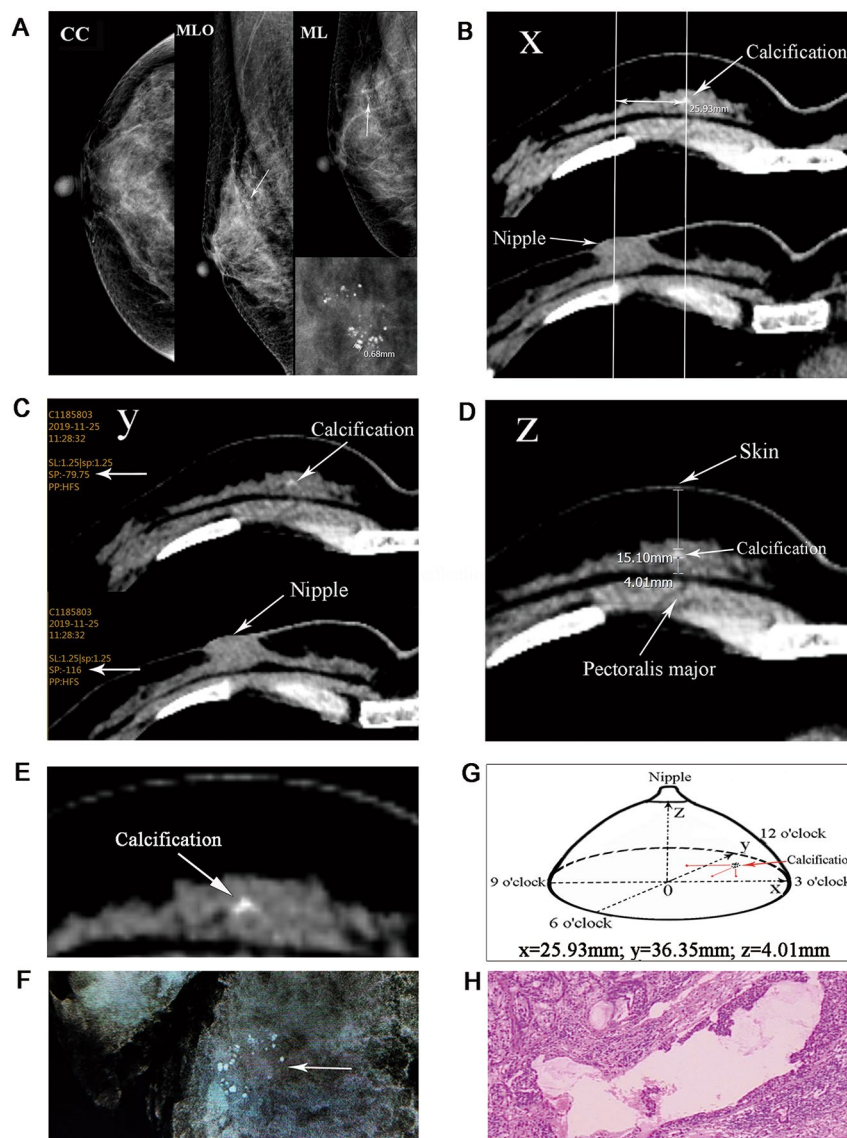 A
CC
MLO
ML
0.68mm
B
X
Calcification
25.93mm
Nipple
C
C1185803
2019-11-25
11:28:32
SL:1.25|sp:1.25
SP:-79.75
PP:HFS
y
Calcification
C1185803
2019-11-25
11:28:32
SL:1.25|sp:1.25
SP:-116
PP:HFS
Nipple
D
Z
Skin
15.10mm
Calcification
4.01mm
Pectoralis major
E
Calcification
G
Nipple
Z
12 o'clock
y
Calcification
9 o'clock
0
X
3 o'clock
6 o'clock
x=25.93mm; y=36.35mm; z=4.01mm
F
H